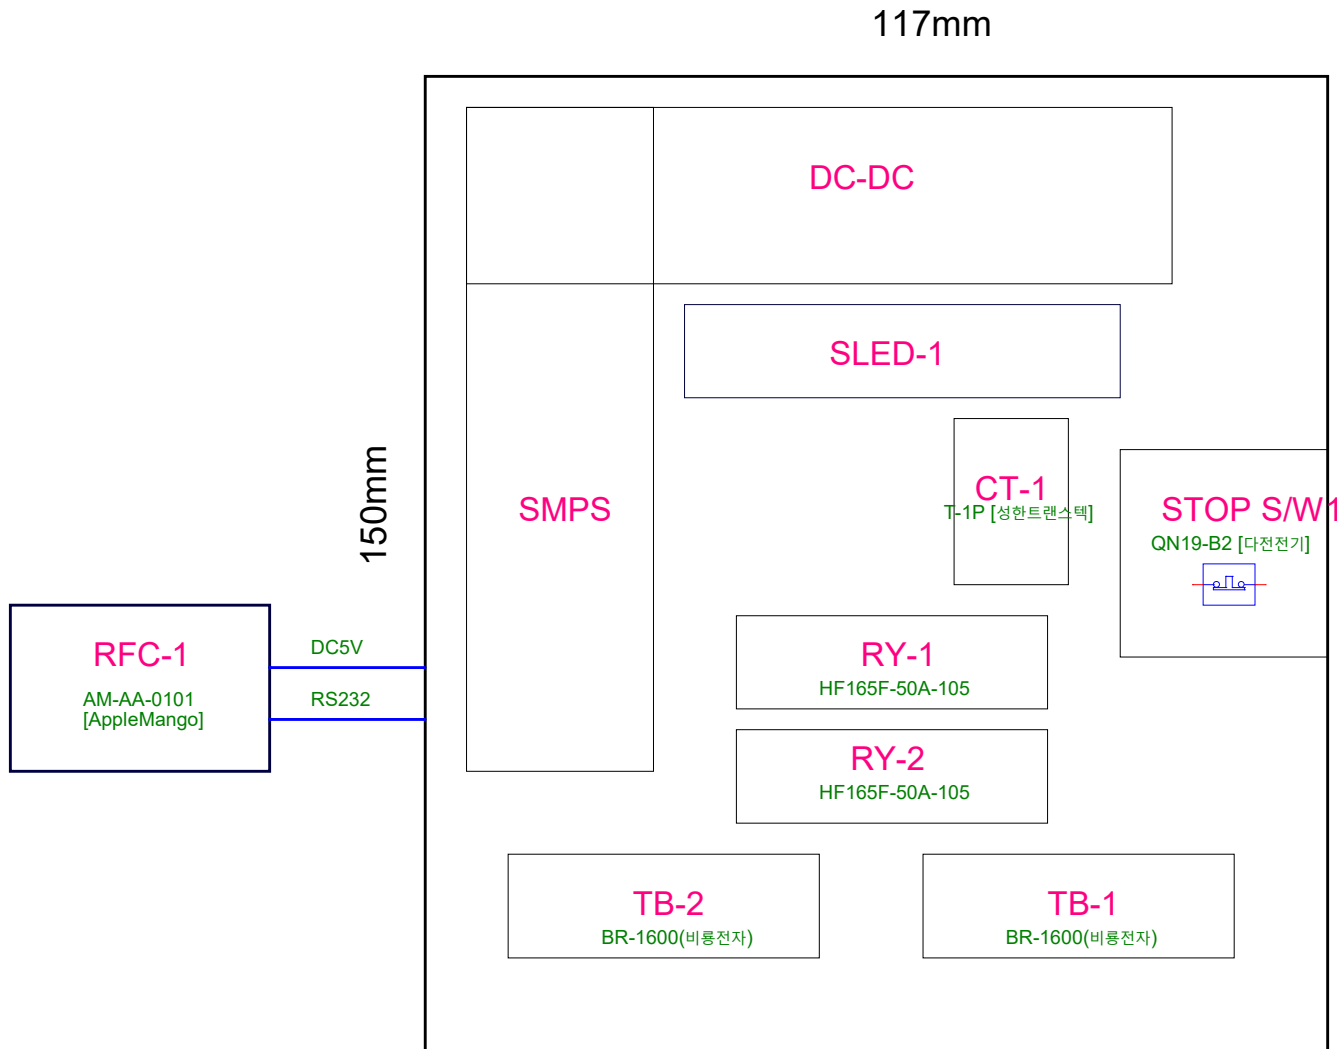 117mm
DC-DC
SLED-1
150mm
SMPS
CT-1
T-1P [성한트랜스텍]
STOP S/W1
QN19-B2 [다전전기]
RFC-1
AM-AA-0101
[AppleMango]
DC5V
RS232
RY-1
HF165F-50A-105
RY-2
HF165F-50A-105
TB-2
BR-1600(비룡전자)
TB-1
BR-1600(비룡전자)